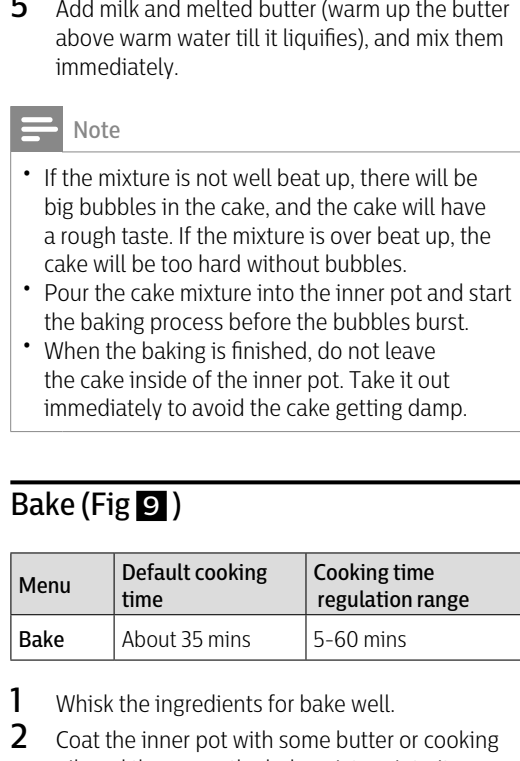 5 Add milk and melted butter (warm up the butter
above warm water till it liquifies), and mix them
immediately.
Note
• If the mixture is not well beat up, there will be
big bubbles in the cake, and the cake will have
a rough taste. If the mixture is over beat up, the
cake will be too hard without bubbles.
• Pour the cake mixture into the inner pot and start
the baking process before the bubbles burst.
• When the baking is finished, do not leave
the cake inside of the inner pot. Take it out
immediately to avoid the cake getting damp.
Bake (Fig 9 )
Menu Default cooking time Cooking time regulation range
Bake About 35 mins 5-60 mins
1 Whisk the ingredients for bake well.
2 Coat the inner pot with some butter or cooking